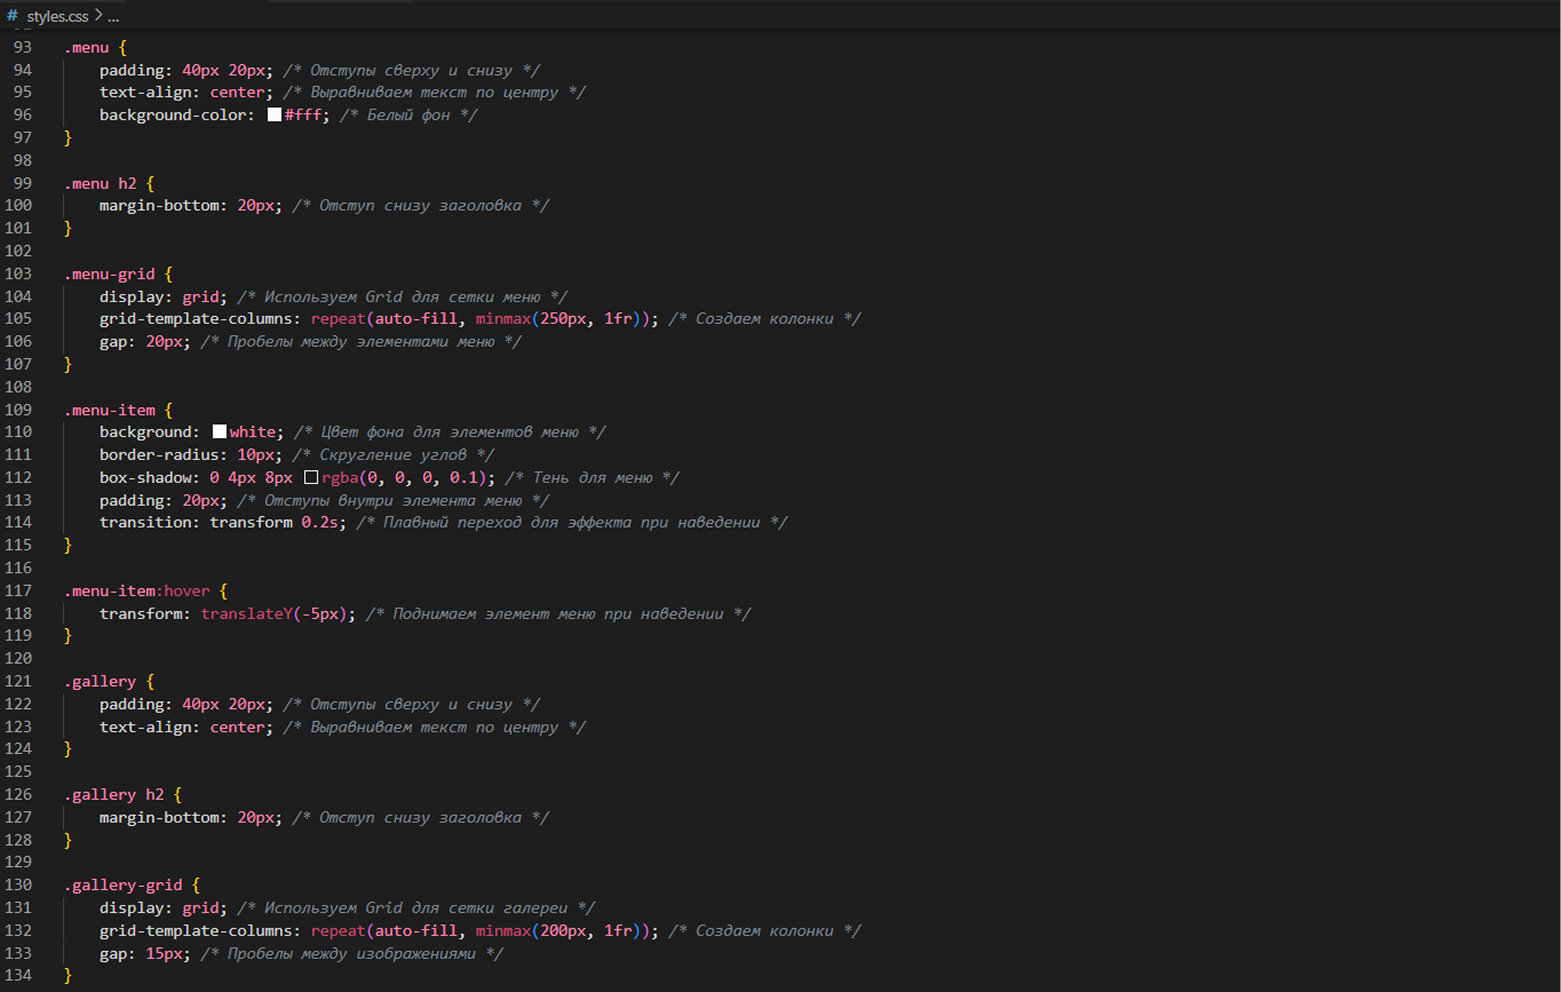 # styles.css > ...
93 .menu {
94 padding: 40px 20px; /* Отступы сверху и снизу */
95 text-align: center; /* Выравниваем текст по центру */
96 background-color: #fff; /* Белый фон */
97 }
98
99 .menu h2 {
100 margin-bottom: 20px; /* Отступ снизу заголовка */
101 }
102
103 .menu-grid {
104 display: grid; /* Используем Grid для сетки меню */
105 grid-template-columns: repeat(auto-fill, minmax(250px, 1fr)); /* Создаем колонки */
106 gap: 20px; /* Пробелы между элементами меню */
107 }
108
109 .menu-item {
110 background: white; /* Цвет фона для элементов меню */
111 border-radius: 10px; /* Скругление углов */
112 box-shadow: 0 4px 8px rgba(0, 0, 0, 0.1); /* Тень для меню */
113 padding: 20px; /* Отступы внутри элемента меню */
114 transition: transform 0.2s; /* Плавный переход для эффекта при наведении */
115 }
116
117 .menu-item:hover {
118 transform: translateY(-5px); /* Поднимаем элемент меню при наведении */
119 }
120
121 .gallery {
122 padding: 40px 20px; /* Отступы сверху и снизу */
123 text-align: center; /* Выравниваем текст по центру */
124 }
125
126 .gallery h2 {
127 margin-bottom: 20px; /* Отступ снизу заголовка */
128 }
129
130 .gallery-grid {
131 display: grid; /* Используем Grid для сетки галереи */
132 grid-template-columns: repeat(auto-fill, minmax(200px, 1fr)); /* Создаем колонки */
133 gap: 15px; /* Пробелы между изображениями */
134 }